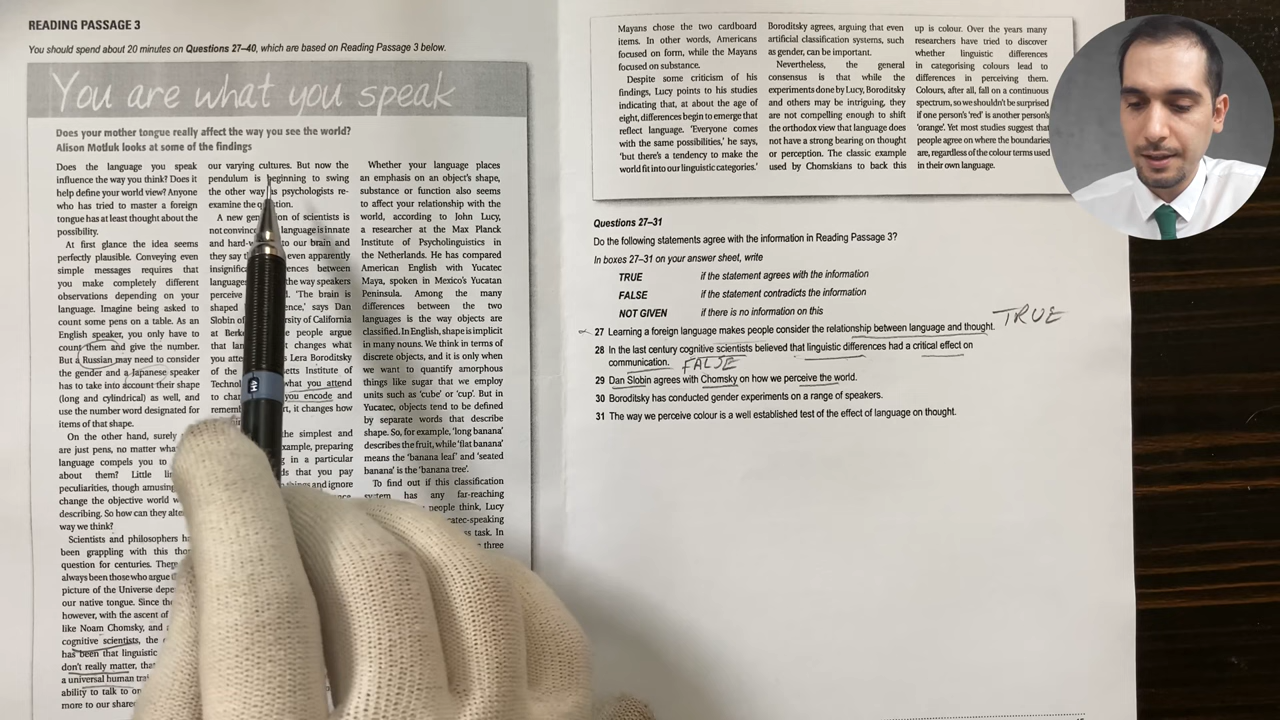 READING PASSAGE 3
You should spend about 20 minutes on Questions 27–40, which are based on Reading Passage 3 below.
You are what you speak
Does your mother tongue really affect the way you see the world?
Alison Motluk looks at some of the findings
Does the language you speak
influence the way you think? Does it
help define your world view? Anyone
who has tried to master a foreign
tongue has at least thought about the
possibility.
At first glance the idea seems
perfectly plausible. Conveying even
simple messages requires that
you make completely different
observations depending on your
language. Imagine being asked to
count some pens on a table. As an
English speaker, you only have to
count them and give the number.
But a Russian may need to consider
the gender and a Japanese speaker
has to take into account their shape
(long and cylindrical) as well, and
use the number word designated for
items of that shape.
On the other hand, surely
are just pens, no matter
language compels you to
about them? Little
peculiarities, though
change the objective world
describing. So how can they
way we think?
Scientists and philosophers
been grappling with this
question for centuries.
always been those who argue
picture of the Universe
our native tongue. Since the
however, with the ascent of
like Noam Chomsky, and
cognitive scientists, the
has been that linguistic
don't really matter,
a universal human
ability to talk to
more to our
our varying cultures. But now the
pendulum is beginning to swing
the other way as psychologists re-
examine the question.
A new of scientists is
not convinced language is innate
and to our brain and
they say even apparently
between
the way speakers
perceive
shaped says Dan
Slobin of of California
at people argue
that changes what
you Lera Boroditsky
of the Institute of
what you attend
to you encode and
it changes how
the simplest and
preparing
in a particular
that you pay
and ignore
Whether your language places
an emphasis on an object's shape,
substance or function also seems
to affect your relationship with the
world, according to John Lucy,
a researcher at the Max Planck
Institute of Psycholinguistics in
the Netherlands. He has compared
American English with Yucatec
Maya, spoken in Mexico's Yucatan
Peninsula. Among the many
differences between the two
languages is the way objects are
classified. In English, shape is implicit
in many nouns. We think in terms of
discrete objects, and it is only when
we want to quantify amorphous
things like sugar that we employ
units such as 'cube' or 'cup'. But in
Yucatec, objects tend to be defined
by separate words that describe
shape. So, for example, 'long banana'
describes the fruit, while 'flat banana'
means the 'banana leaf' and 'seated
banana' is the 'banana tree'.
To find out if this classification
system has any far-reaching
people think, Lucy
speaking
task. In
three
Mayans chose the two cardboard
items. In other words, Americans
focused on form, while the Mayans
focused on substance.
Despite some criticism of his
findings, Lucy points to his studies
indicating that, at about the age of
eight, differences begin to emerge that
reflect language. 'Everyone comes
with the same possibilities,' he says,
'but there's a tendency to make the
world fit into our linguistic categories.'
Boroditsky agrees, arguing that even
artificial classification systems, such
as gender, can be important.
Nevertheless, the general
consensus is that while the
experiments done by Lucy, Boroditsky
and others may be intriguing, they
are not compelling enough to shift
the orthodox view that language does
not have a strong bearing on thought
or perception. The classic example
used by Chomskians to back this
up is colour. Over the years many
researchers have tried to discover
whether linguistic differences
in categorising colours lead to
differences in perceiving them.
Colours, after all, fall on a continuous
spectrum, so we shouldn't be surprised
if one person's 'red' is another person's
'orange'. Yet most studies suggest that
people agree on where the boundaries
are, regardless of the colour terms used
in their own language.
Questions 27–31
Do the following statements agree with the information in Reading Passage 3?
In boxes 27–31 on your answer sheet, write
TRUE if the statement agrees with the information
FALSE if the statement contradicts the information
NOT GIVEN if there is no information on this
27 Learning a foreign language makes people consider the relationship between language and thought. TRUE
28 In the last century cognitive scientists believed that linguistic differences had a critical effect on
communication. FALSE
29 Dan Slobin agrees with Chomsky on how we perceive the world.
30 Boroditsky has conducted gender experiments on a range of speakers.
31 The way we perceive colour is a well established test of the effect of language on thought.
4H